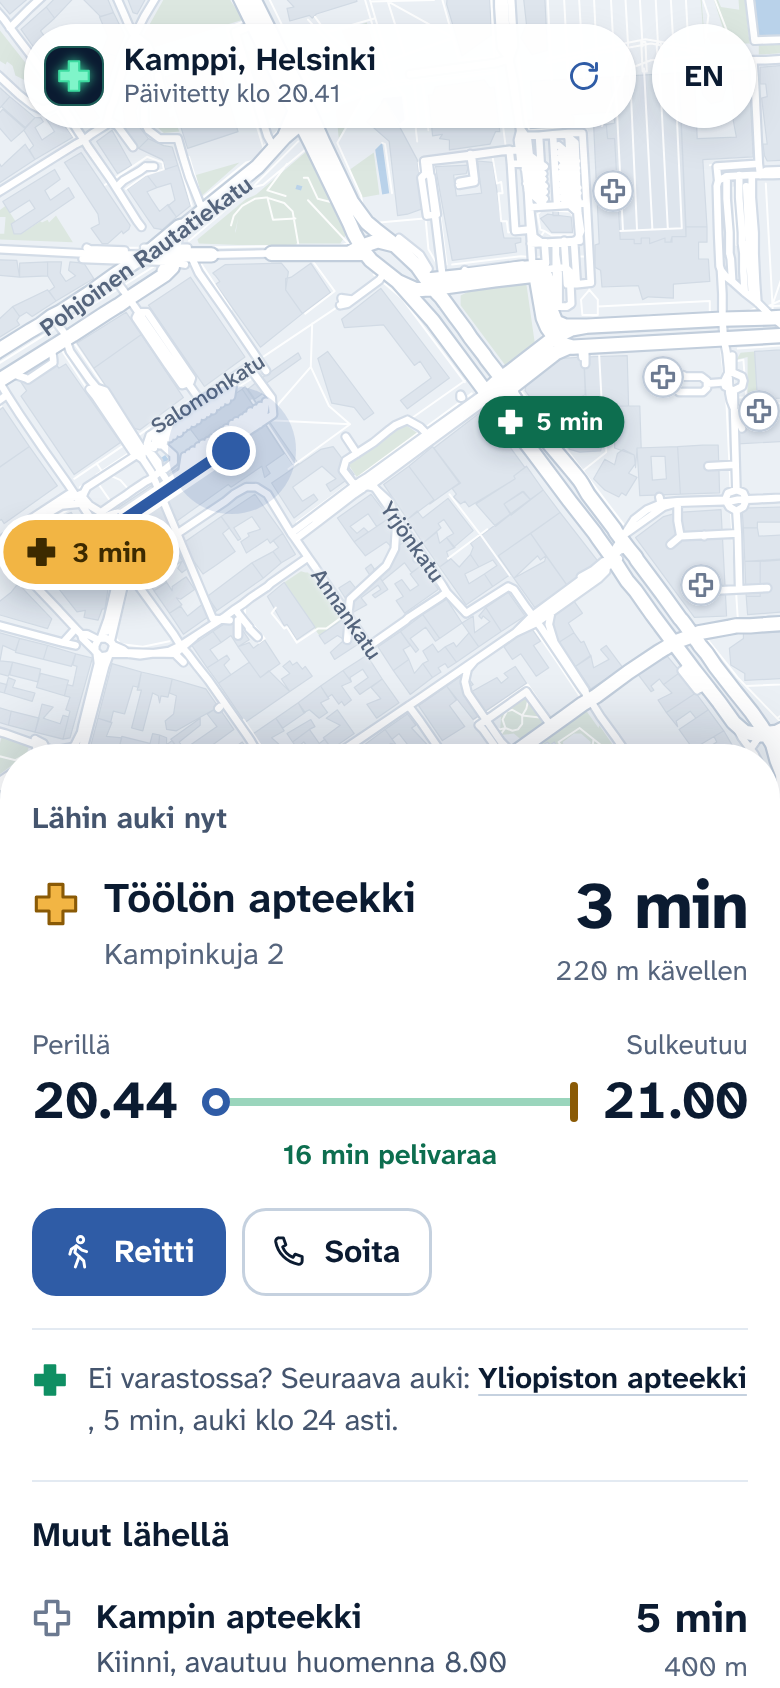 Kamppi, Helsinki
Päivitetty klo 20.41
EN
Pohjoinen Rautatiekatu
Salomonkatu
5 min
Yrjönkatu
3 min
Annankatu
Lähin auki nyt
Töölön apteekki
3 min
Kampinkuja 2
220 m kävellen
Perillä
Sulkeutuu
20.44
21.00
16 min pelivaraa
Reitti
Soita
Ei varastossa? Seuraava auki: Yliopiston apteekki
, 5 min, auki klo 24 asti.
Muut lähellä
Kampin apteekki
5 min
Kiinni, avautuu huomenna 8.00
400 m